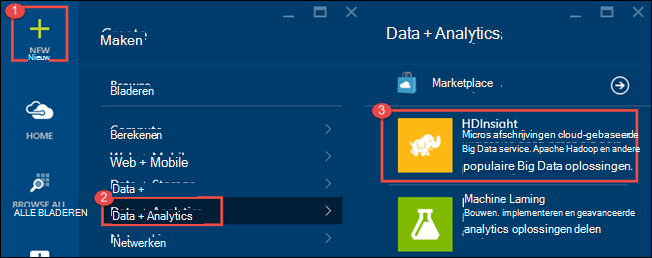 1
NEW
Nieuw
HOME
BROWSE ALL
ALLE BLADEREN
Maken
Browse
Bladeren
Berekenen
Web + Mobile
Data +
2
Data + Analytics
Netwerken
Data + Analytics
Marketplace
3
HDInsight
Micros afschrijvingen cloud-gebaseerde
Big Data service. Apache Hadoop en andere
populaire Big Data oplossingen.
Machine Laming
Bouwen. implementeren en geavanceerde
analytics oplossingen delen